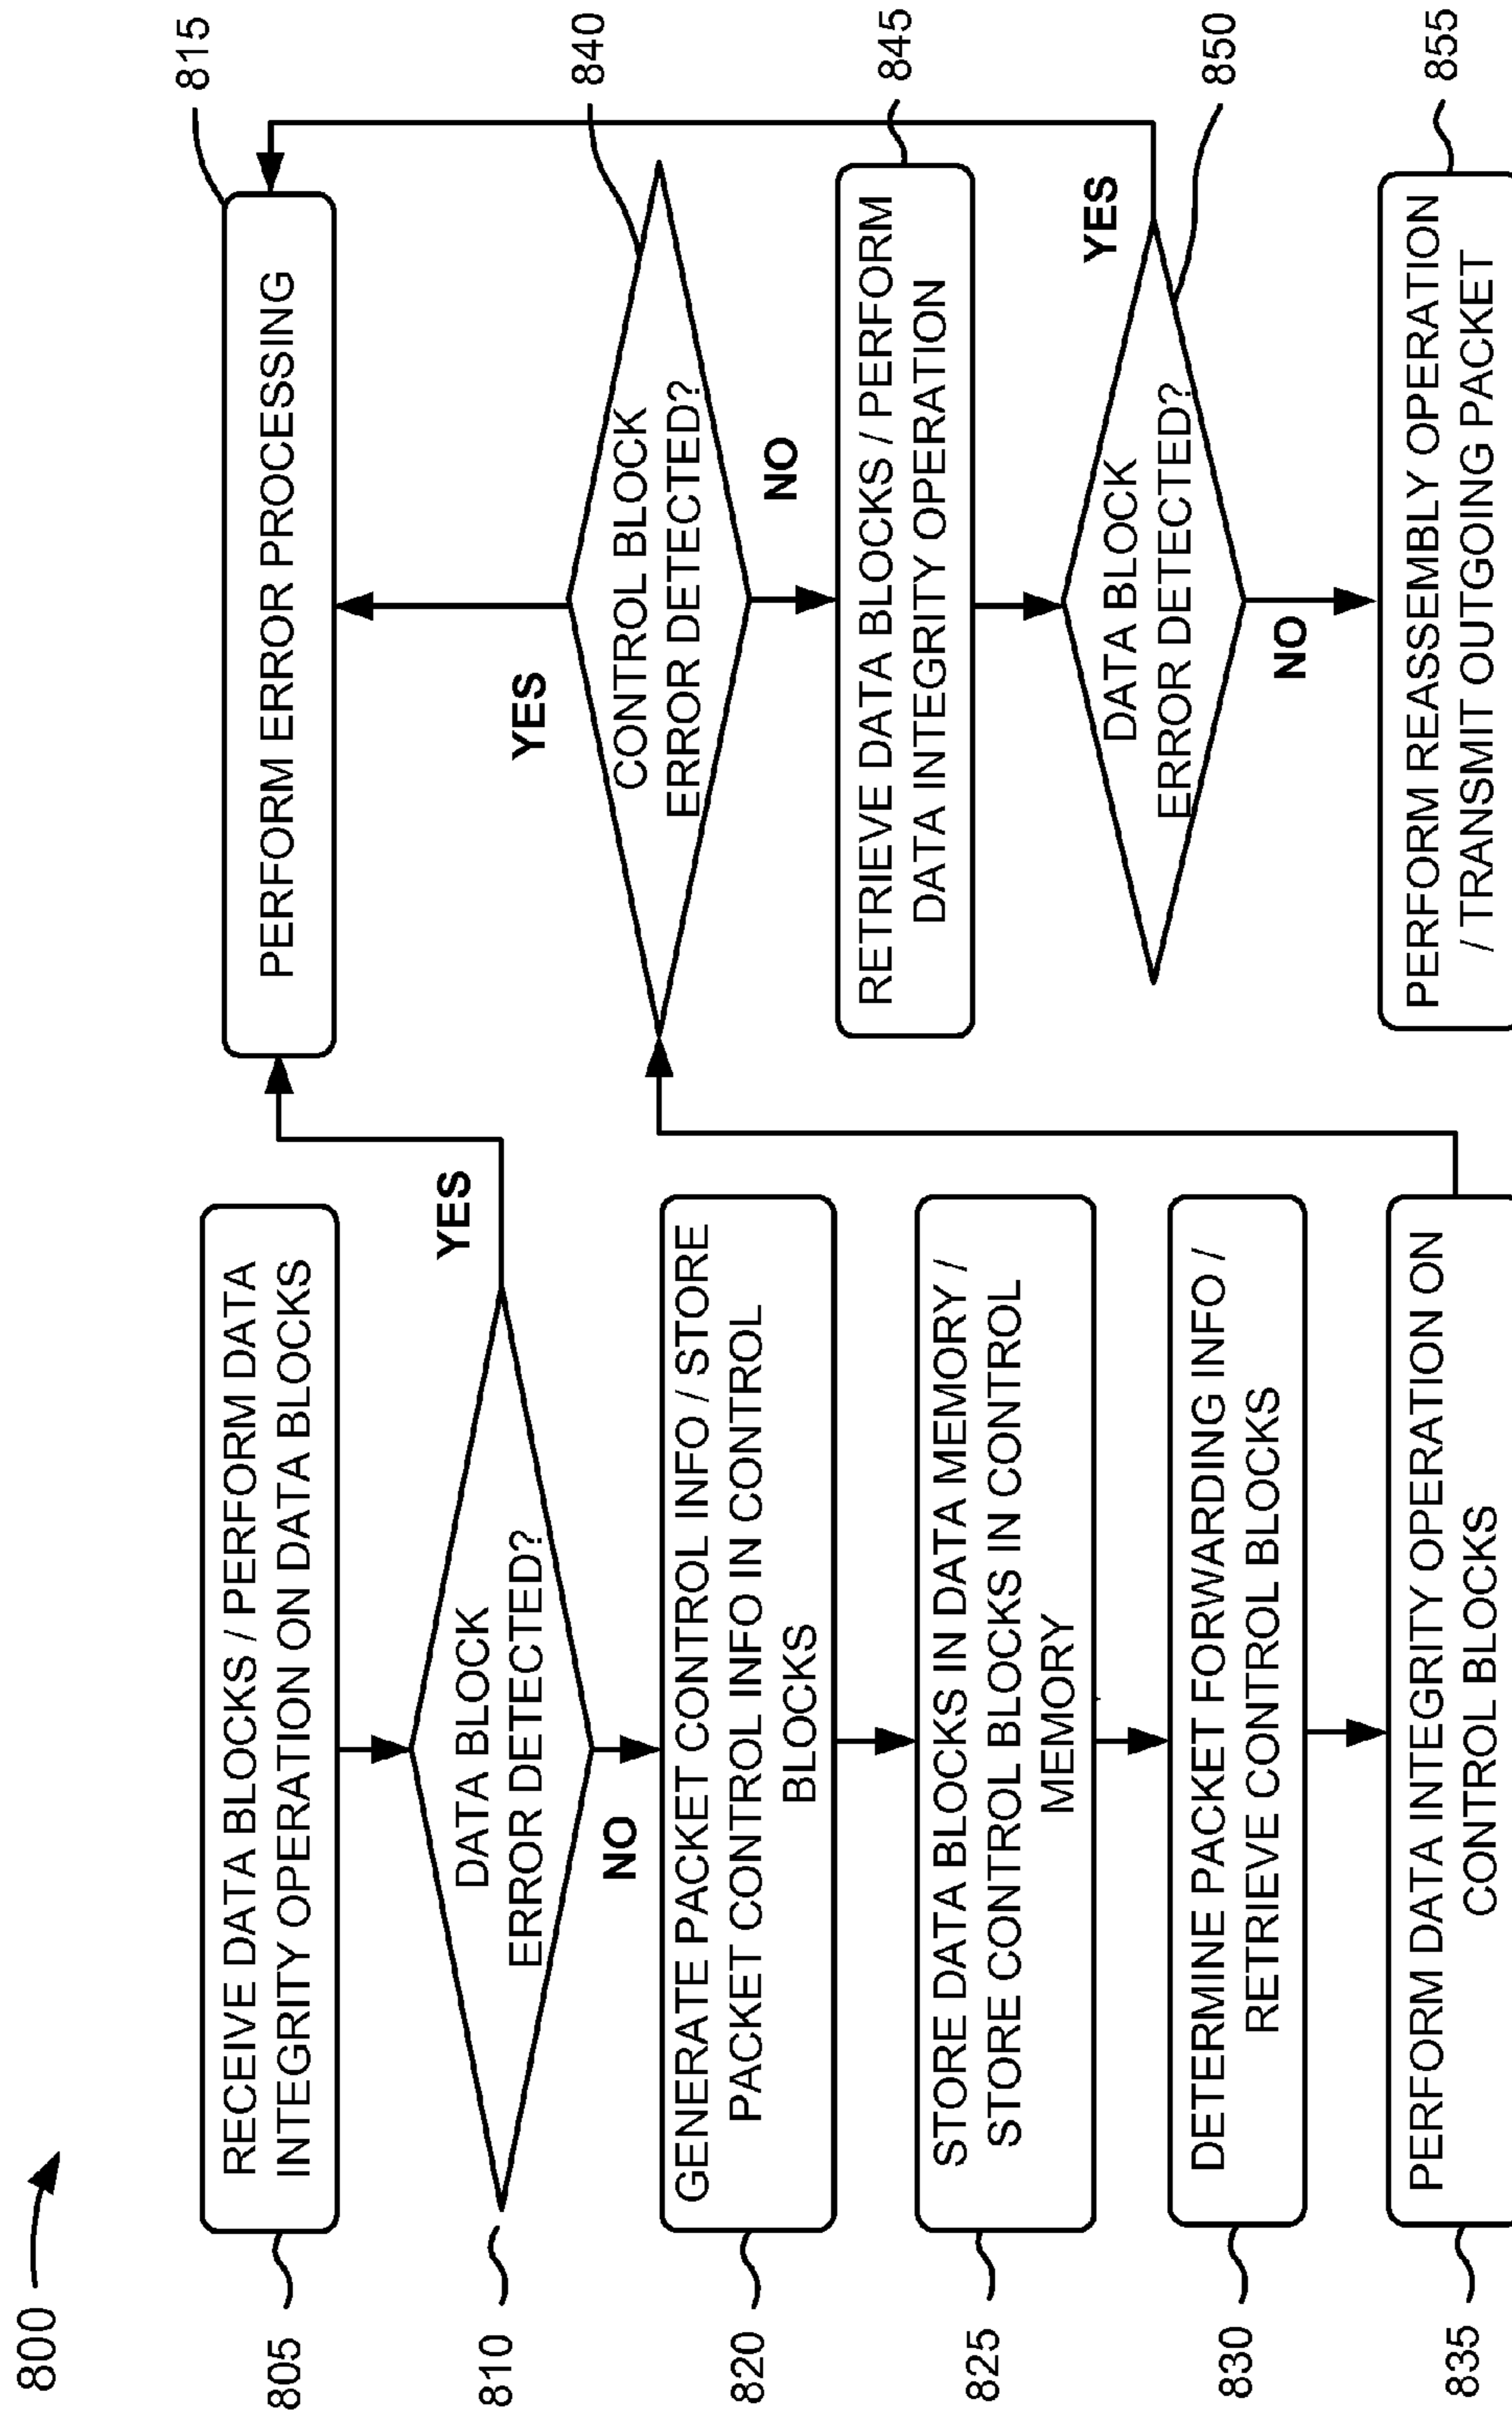 800
805
RECEIVE DATA BLOCKS / PERFORM DATA
INTEGRITY OPERATION ON DATA BLOCKS
810
DATA BLOCK
ERROR DETECTED?
YES
NO
820
GENERATE PACKET CONTROL INFO / STORE
PACKET CONTROL INFO IN CONTROL
BLOCKS
825
STORE DATA BLOCKS IN DATA MEMORY /
STORE CONTROL BLOCKS IN CONTROL
MEMORY
830
DETERMINE PACKET FORWARDING INFO /
RETRIEVE CONTROL BLOCKS
835
PERFORM DATA INTEGRITY OPERATION ON
CONTROL BLOCKS
815
PERFORM ERROR PROCESSING
YES
840
CONTROL BLOCK
ERROR DETECTED?
NO
845
RETRIEVE DATA BLOCKS / PERFORM
DATA INTEGRITY OPERATION
YES
850
DATA BLOCK
ERROR DETECTED?
NO
855
PERFORM REASSEMBLY OPERATION
/ TRANSMIT OUTGOING PACKET